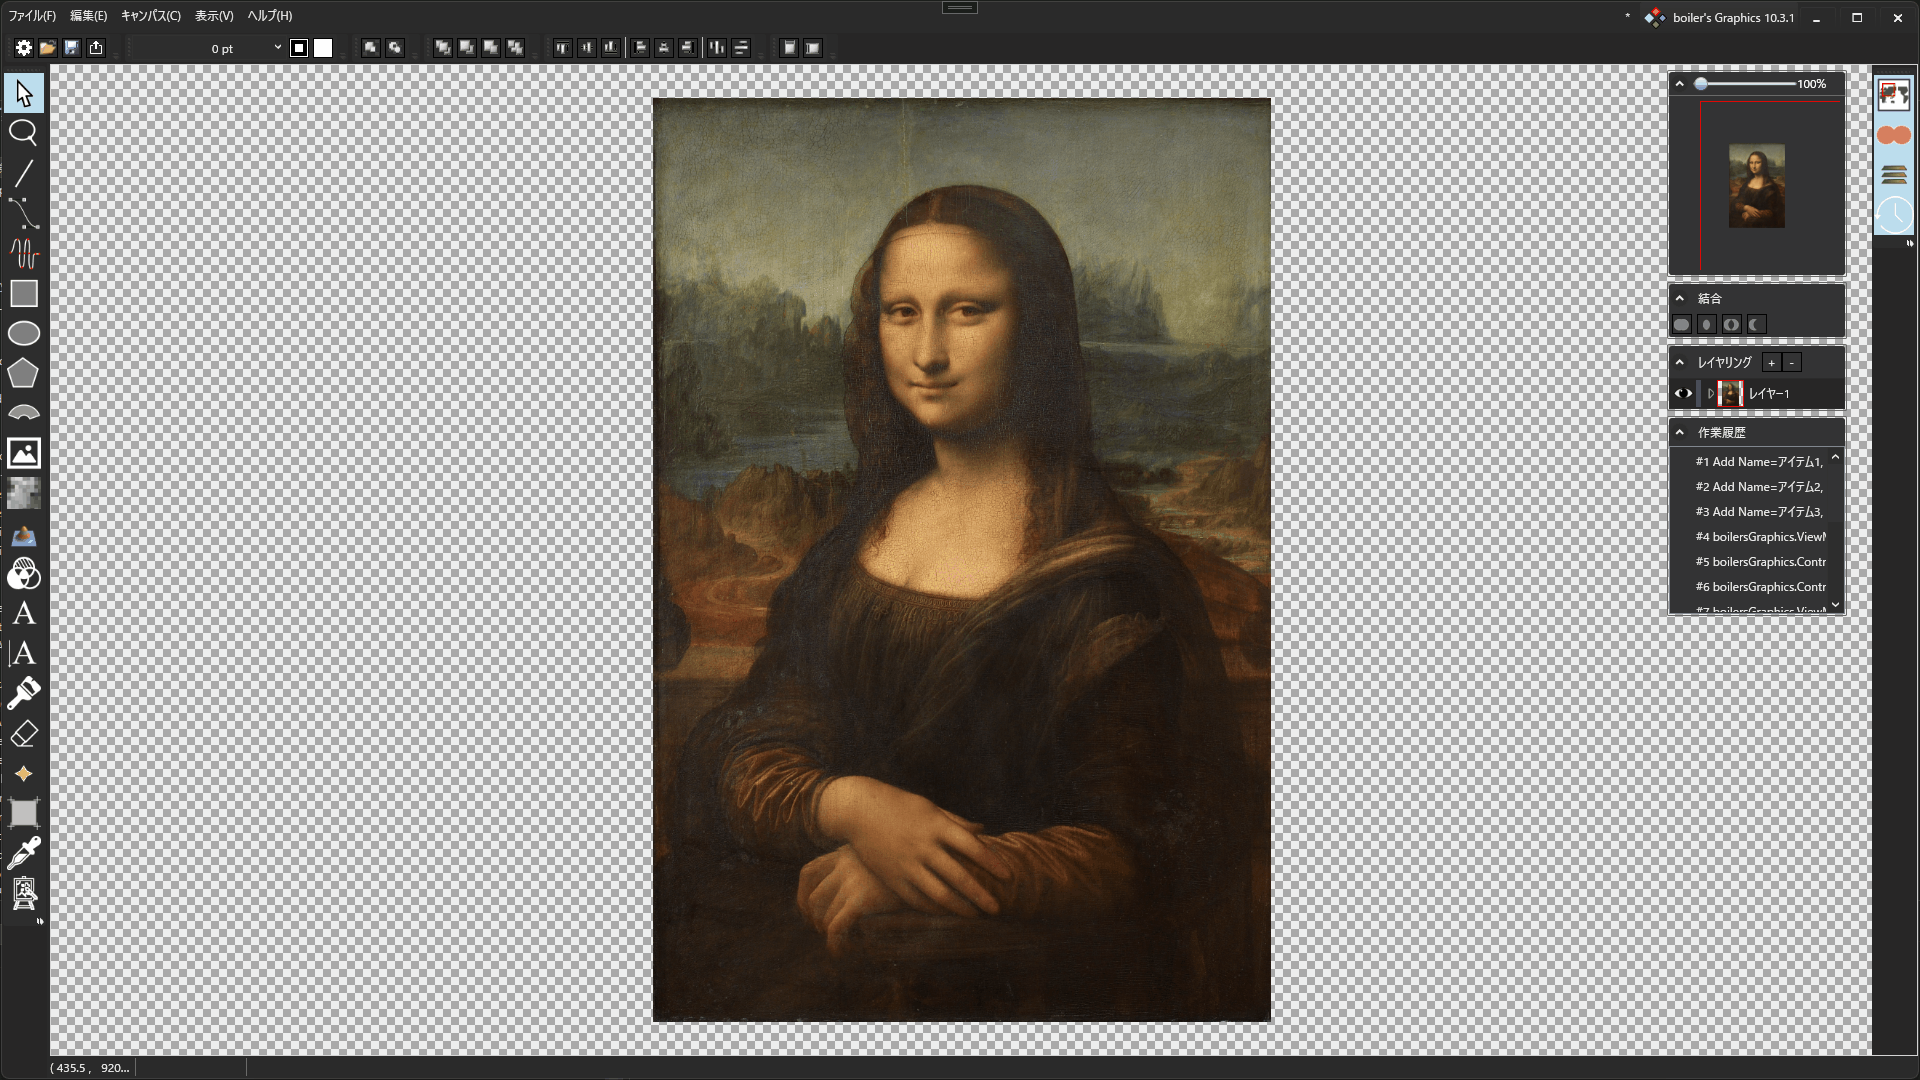 ファイル(F) 編集(E) キャンバス(C) 表示(V) ヘルプ(H)
* boiler's Graphics 10.3.1
0 pt
100%
結合
レイヤリング + -
レイヤー1
作業履歴
#1 Add Name=アイテム1,
#2 Add Name=アイテム2,
#3 Add Name=アイテム3,
#4 boilersGraphics.View
#5 boilersGraphics.Contr
#6 boilersGraphics.Contr
#7 boilersGraphics.View
A
A
( 435.5 , 920...